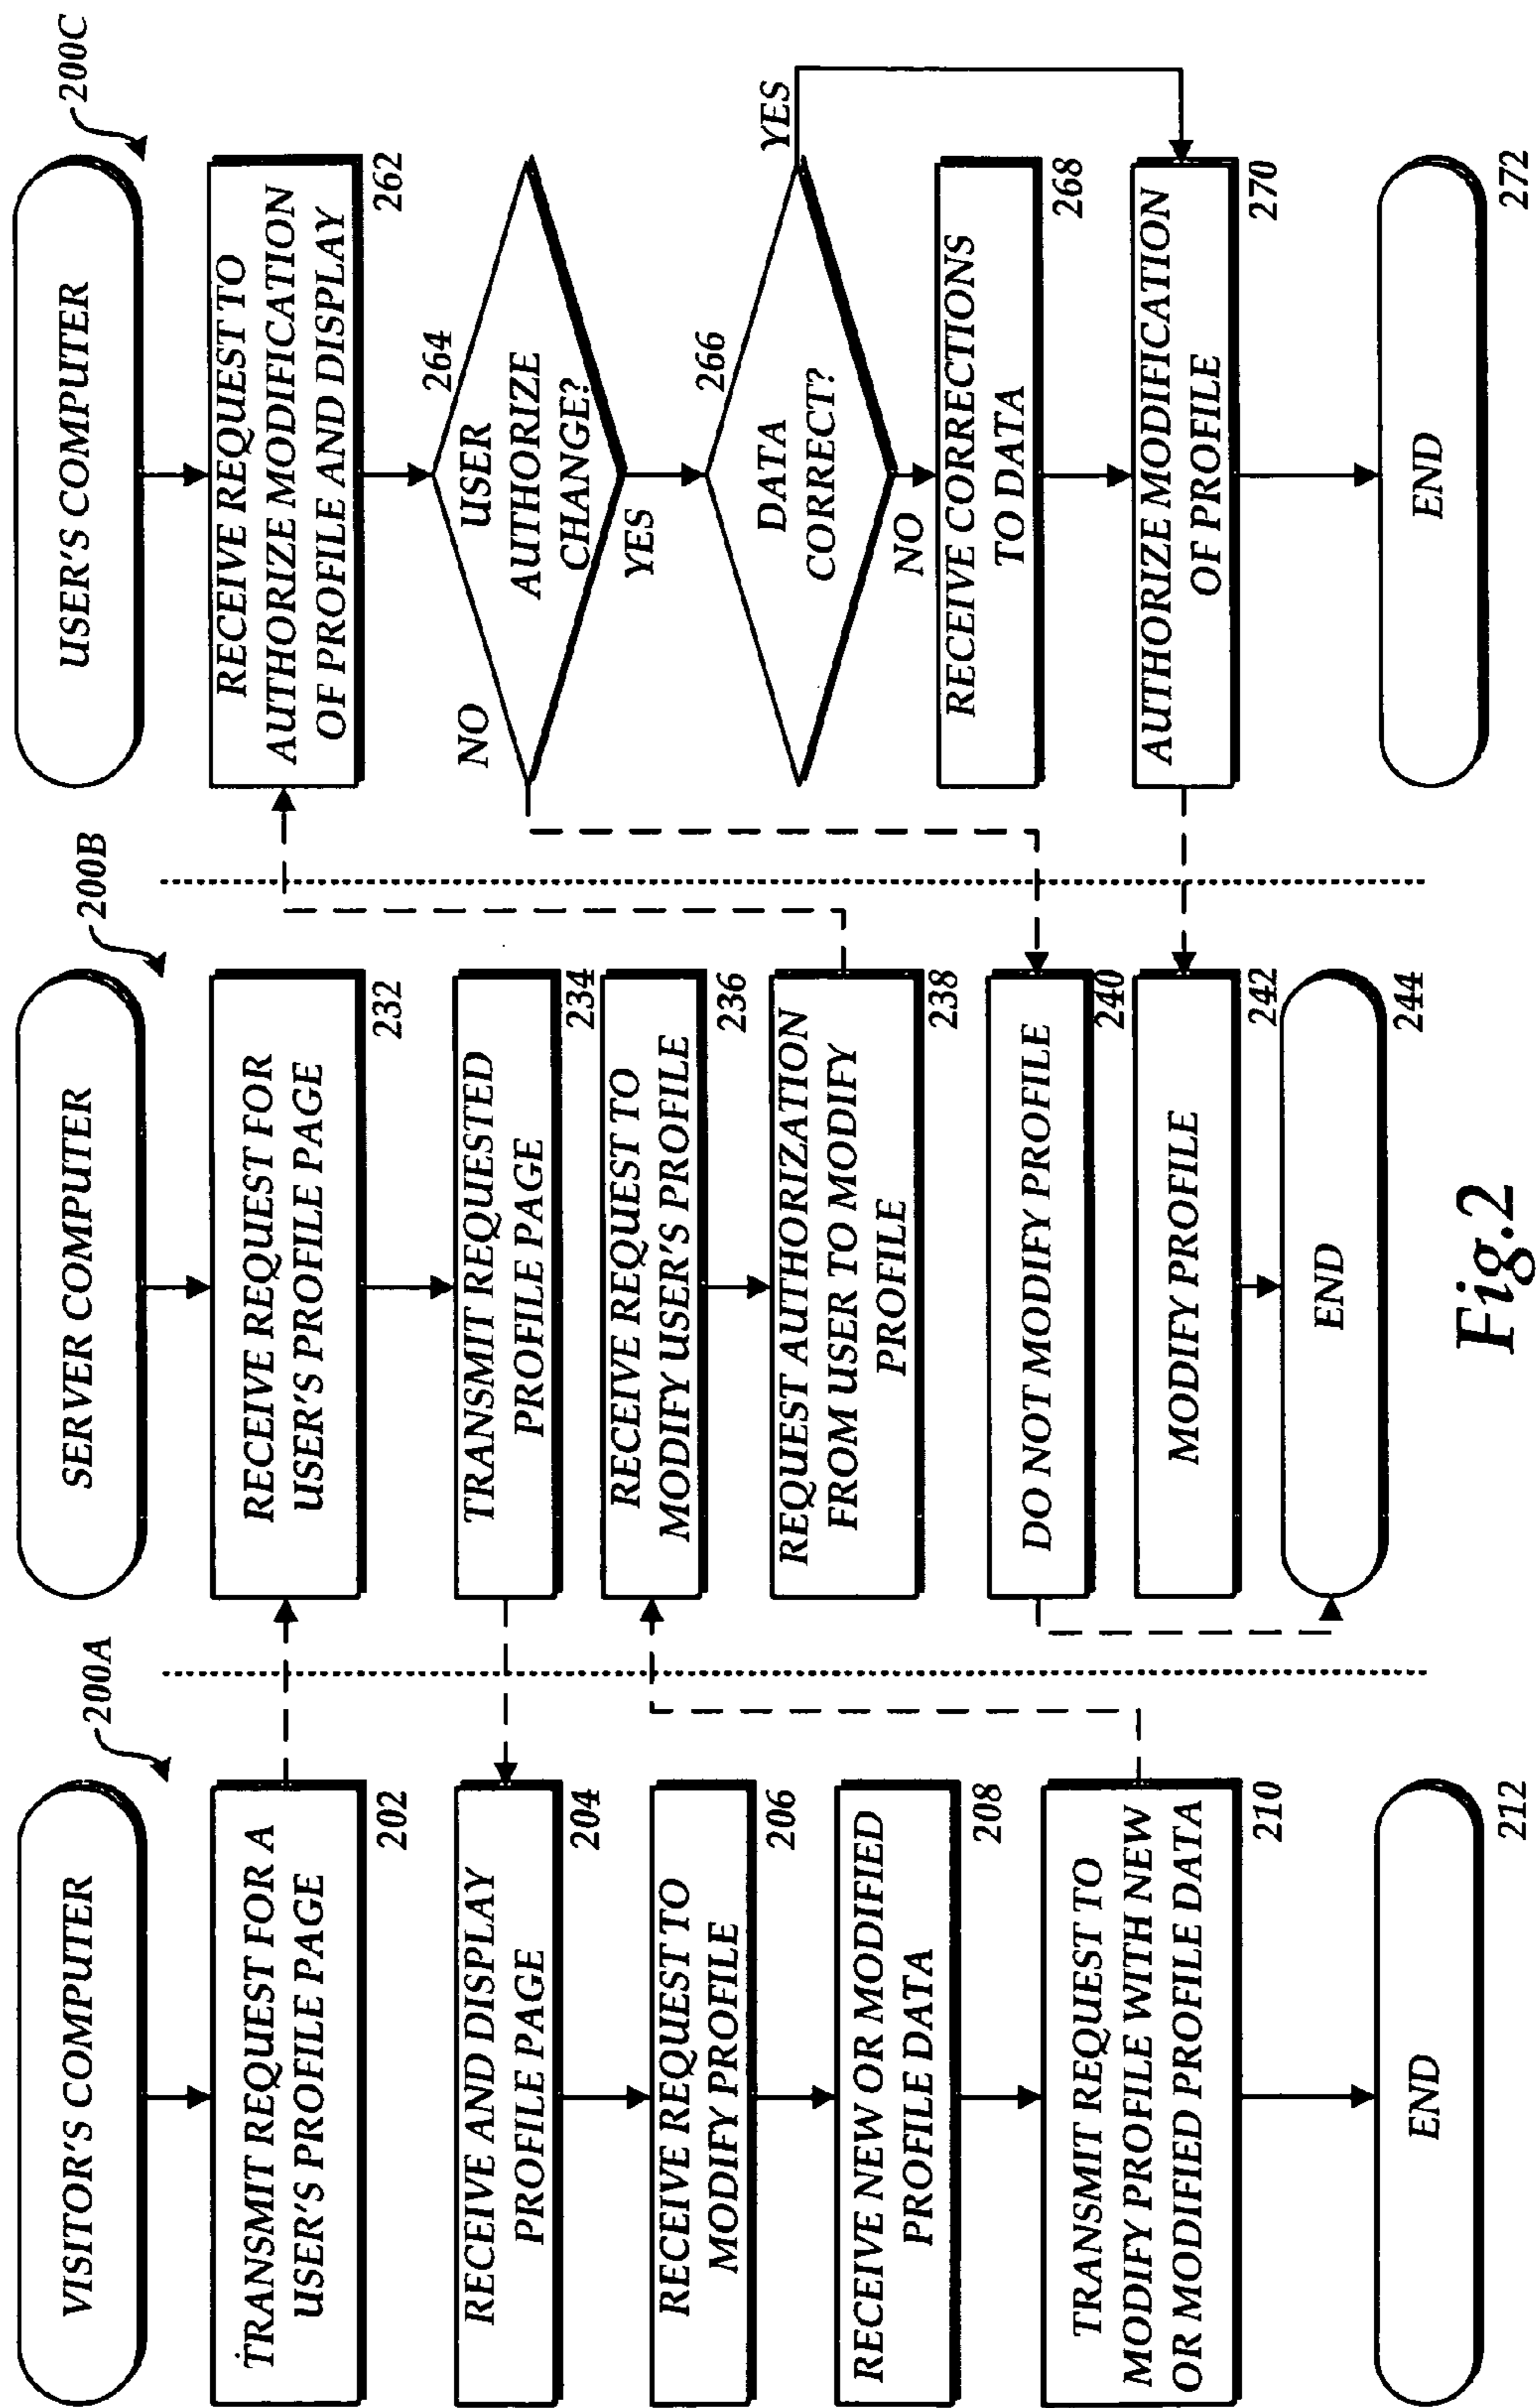 200A
VISITOR'S COMPUTER
TRANSMIT REQUEST FOR A
USER'S PROFILE PAGE
202
RECEIVE AND DISPLAY
PROFILE PAGE
204
RECEIVE REQUEST TO
MODIFY PROFILE
206
RECEIVE NEW OR MODIFIED
PROFILE DATA
208
TRANSMIT REQUEST TO
MODIFY PROFILE WITH NEW
OR MODIFIED PROFILE DATA
210
END
212
200B
SERVER COMPUTER
RECEIVE REQUEST FOR
USER'S PROFILE PAGE
232
TRANSMIT REQUESTED
PROFILE PAGE
234
RECEIVE REQUEST TO
MODIFY USER'S PROFILE
236
REQUEST AUTHORIZATION
FROM USER TO MODIFY
PROFILE
238
DO NOT MODIFY PROFILE
240
MODIFY PROFILE
242
END
244
200C
USER'S COMPUTER
RECEIVE REQUEST TO
AUTHORIZE MODIFICATION
OF PROFILE AND DISPLAY
262
264
USER
AUTHORIZE
CHANGE?
NO
YES
266
DATA
CORRECT?
YES
NO
RECEIVE CORRECTIONS
TO DATA
268
AUTHORIZE MODIFICATION
OF PROFILE
270
END
272
Fig.2